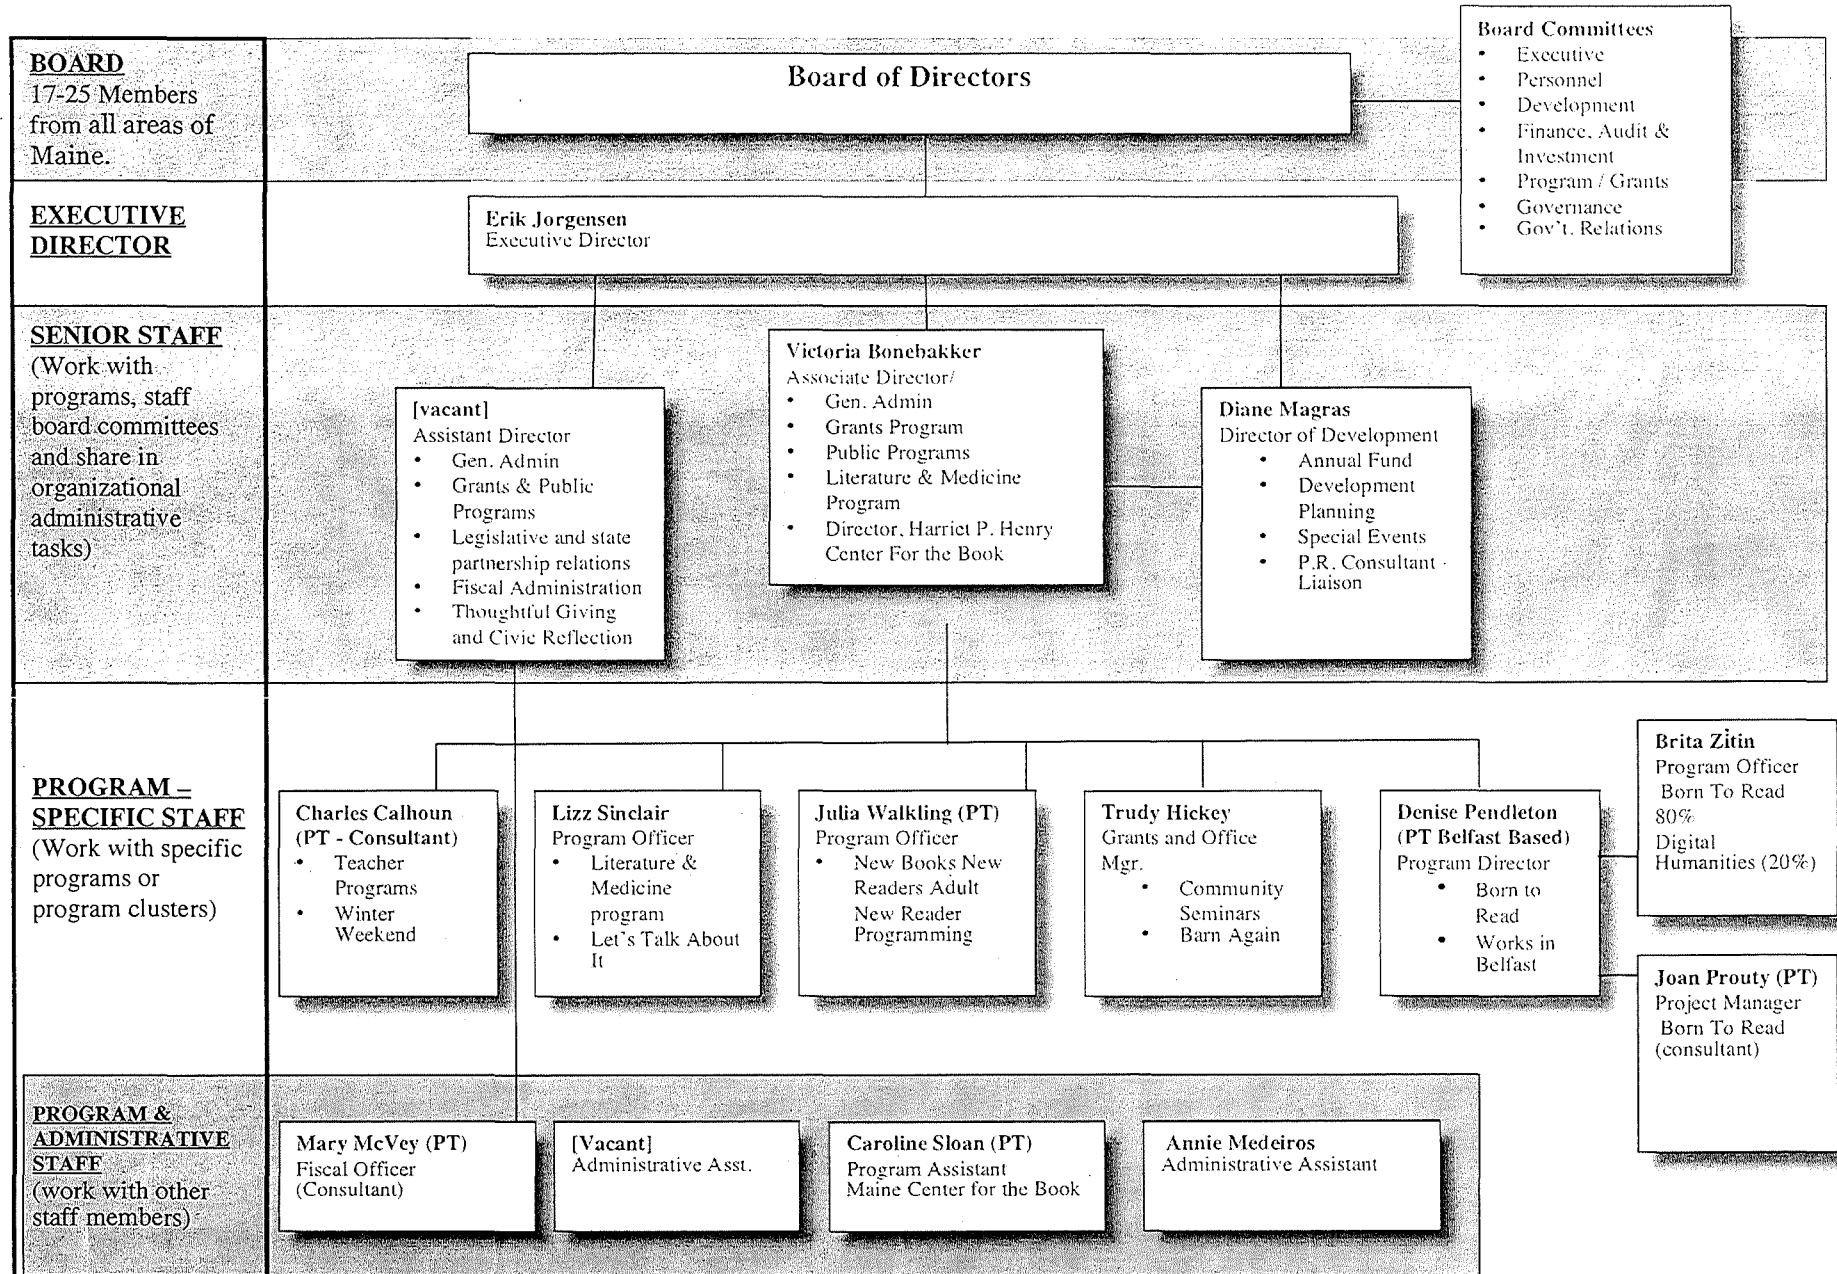 BOARD
17-25 Members
from all areas of
Maine.
Board of Directors
Board Committees
• Executive
• Personnel
• Development
• Finance, Audit &
Investment
• Program / Grants
• Governance
• Gov't. Relations
EXECUTIVE
DIRECTOR
Erik Jorgensen
Executive Director
SENIOR STAFF
(Work with
programs, staff
board committees
and share in
organizational
administrative
tasks)
[vacant]
Assistant Director
• Gen. Admin
• Grants & Public
Programs
• Legislative and state
partnership relations
• Fiscal Administration
• Thoughtful Giving
and Civic Reflection
Victoria Bonebakker
Associate Director/
• Gen. Admin
• Grants Program
• Public Programs
• Literature & Medicine
Program
• Director, Harriet P. Henry
Center For the Book
Diane Magras
Director of Development
• Annual Fund
• Development
Planning
• Special Events
• P.R. Consultant -
Liaison
PROGRAM –
SPECIFIC STAFF
(Work with specific
programs or
program clusters)
Charles Calhoun
(PT - Consultant)
• Teacher
Programs
• Winter
Weekend
Lizz Sinclair
Program Officer
• Literature &
Medicine
program
• Let's Talk About
It
Julia Walkling (PT)
Program Officer
• New Books New
Readers Adult
New Reader
Programming
Trudy Hickey
Grants and Office
Mgr.
• Community
Seminars
• Barn Again
Denise Pendleton
(PT Belfast Based)
Program Director
• Born to
Read
• Works in
Belfast
Brita Zitin
Program Officer
Born To Read
80%
Digital
Humanities (20%)
Joan Prouty (PT)
Project Manager
Born To Read
(consultant)
PROGRAM &
ADMINISTRATIVE
STAFF
(work with other
staff members)
Mary McVey (PT)
Fiscal Officer
(Consultant)
[Vacant]
Administrative Asst.
Caroline Sloan (PT)
Program Assistant
Maine Center for the Book
Annie Medeiros
Administrative Assistant